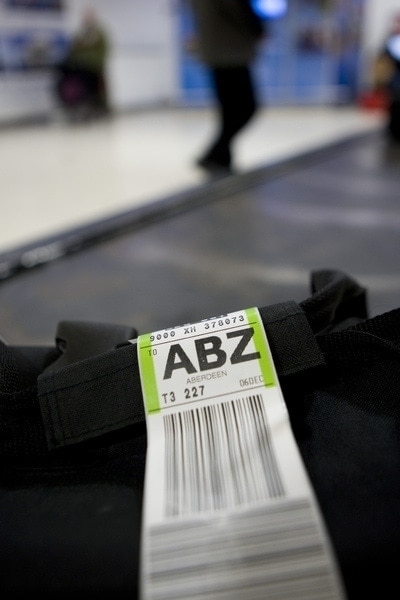 9000 XH 378073
TO
ABZ
ABERDEEN
T3 227 06DEC